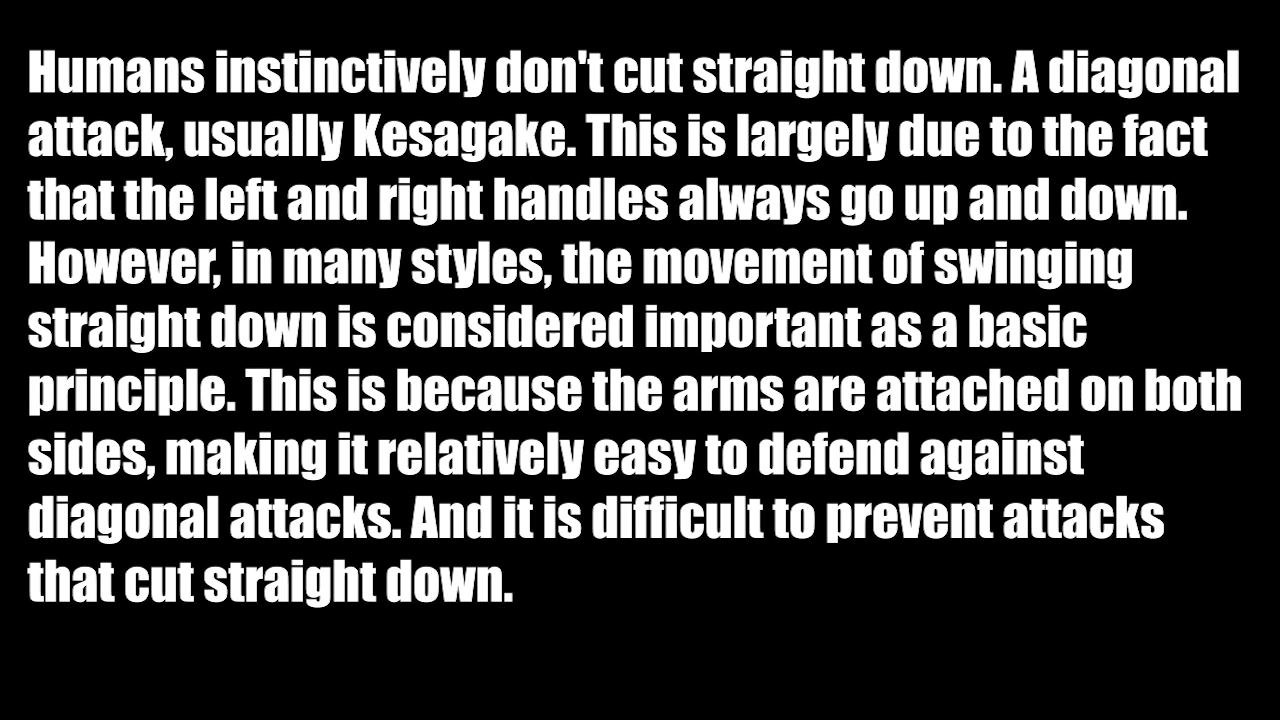 Humans instinctively don't cut straight down. A diagonal
attack, usually Kesagake. This is largely due to the fact
that the left and right handles always go up and down.
However, in many styles, the movement of swinging
straight down is considered important as a basic
principle. This is because the arms are attached on both
sides, making it relatively easy to defend against
diagonal attacks. And it is difficult to prevent attacks
that cut straight down.